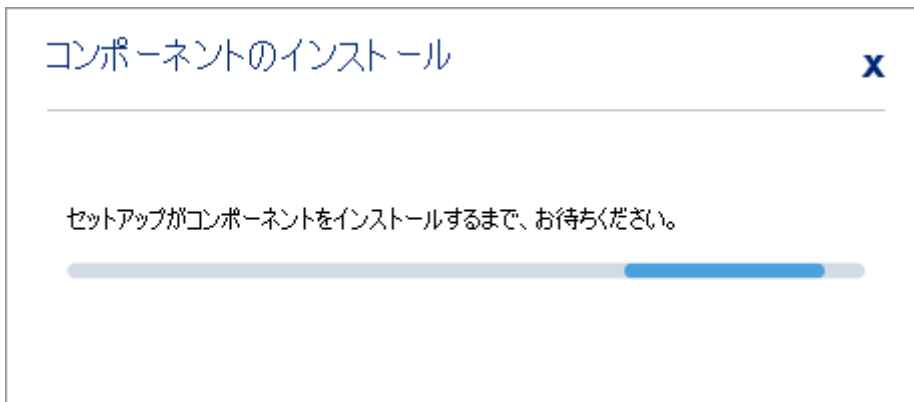 コンポーネントのインストール
X
セットアップがコンポーネントをインストールするまで、お待ちください。